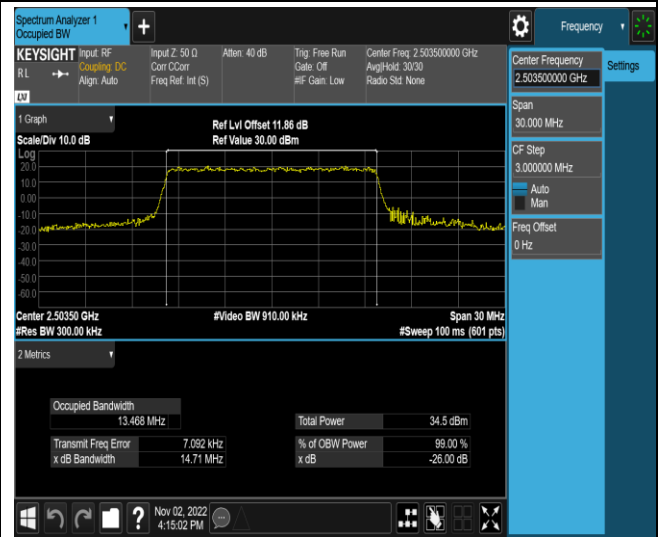 Spectrum Analyzer 1
Occupied BW
+
Frequency
KEYSIGHT
RL
LXI
Input: RF
Coupling: DC
Align: Auto
Input Z: 50 Ω
Corr CCorr
Freq Ref: Int (S)
Atten: 40 dB
Trig: Free Run
Gate: Off
#IF Gain: Low
Center Freq: 2.503500000 GHz
Avg|Hold: 30/30
Radio Std: None
1 Graph
Scale/Div 10.0 dB
Ref Lvl Offset 11.86 dB
Ref Value 30.00 dBm
Log
20.0
10.0
0.00
-10.0
-20.0
-30.0
-40.0
-50.0
-60.0
Center 2.50350 GHz
#Video BW 910.00 kHz
Span 30 MHz
#Res BW 300.00 kHz
#Sweep 100 ms (601 pts)
2 Metrics
Occupied Bandwidth
13.468 MHz
Total Power 34.5 dBm
Transmit Freq Error 7.092 kHz
% of OBW Power 99.00 %
x dB Bandwidth 14.71 MHz
x dB -26.00 dB
?
Nov 02, 2022
4:15:02 PM
Center Frequency
2.503500000 GHz
Settings
Span
30.000 MHz
CF Step
3.000000 MHz
Auto
Man
Freq Offset
0 Hz